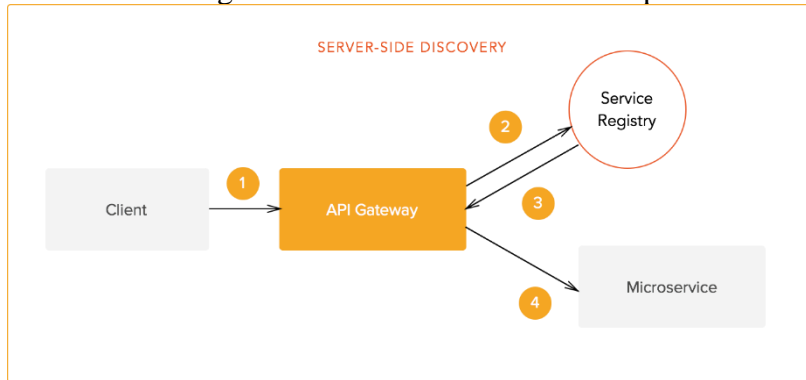 SERVER-SIDE DISCOVERY
Service
Registry
2
1
Client
API Gateway
3
Microservice
4